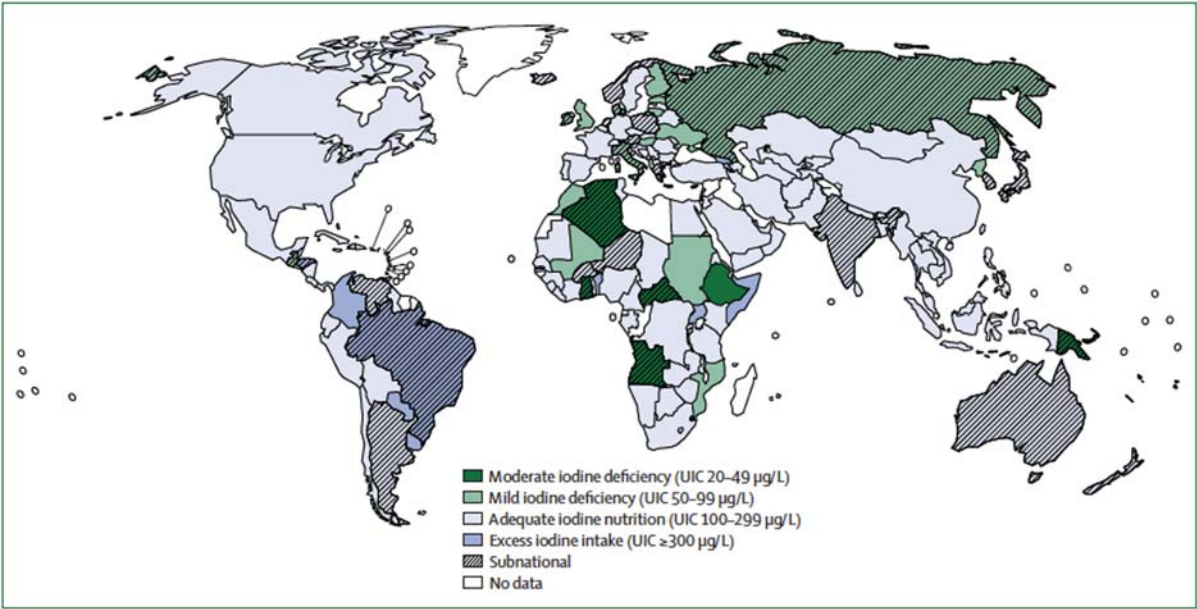 Moderate iodine deficiency (UIC 20–49 μg/L)
Mild iodine deficiency (UIC 50–99 μg/L)
Adequate iodine nutrition (UIC 100–299 μg/L)
Excess iodine intake (UIC ≥300 μg/L)
Subnational
No data